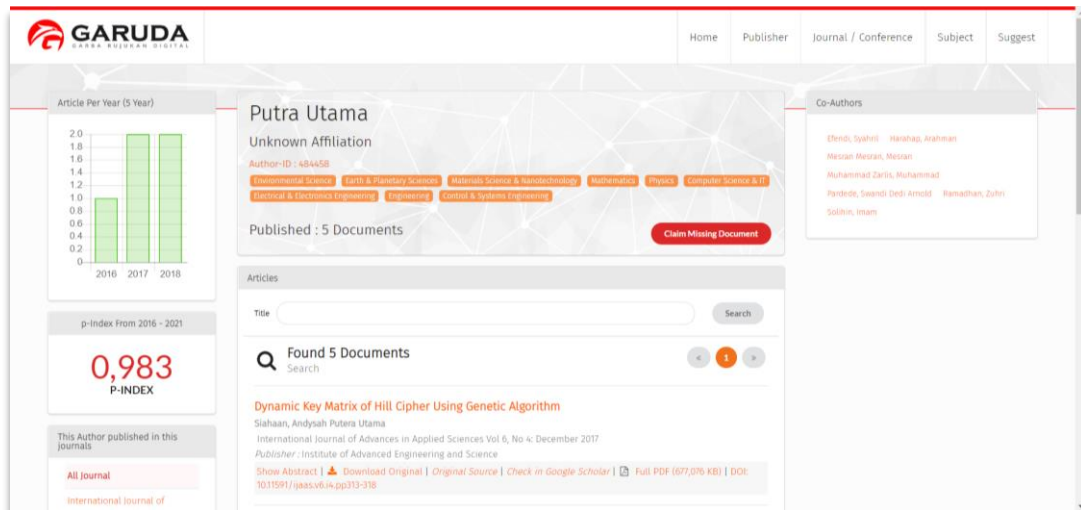 GARUDA
GARBA RUJUKAN DIGITAL
Home Publisher Journal / Conference Subject Suggest
Article Per Year (5 Year)
2.0
1.8
1.6
1.4
1.2
1.0
0.8
0.6
0.4
0.2
0
2016 2017 2018
p-Index From 2016 - 2021
0,983
P-INDEX
This Author published in this
journals
All Journal
International Journal of
Putra Utama
Unknown Affiliation
Author-ID : 484458
Environmental Science Earth & Planetary Sciences Materials Science & Nanotechnology Mathematics Physics Computer Science & IT
Electrical & Electronics Engineering Engineering Control & Systems Engineering
Published : 5 Documents
Claim Missing Document
Articles
Title
Search
Found 5 Documents
Search
« 1 »
Dynamic Key Matrix of Hill Cipher Using Genetic Algorithm
Siahaan, Andysah Putera Utama
International Journal of Advances in Applied Sciences Vol 6, No 4: December 2017
Publisher : Institute of Advanced Engineering and Science
Show Abstract | Download Original | Original Source | Check in Google Scholar | Full PDF (677,076 KB) | DOI:
10.11591/ijaas.v6.i4.pp313-318
Co-Authors
Efendi, Syahril Harahap, Arahman
Mesran Mesran, Mesran
Muhammad Zarlis, Muhammad
Pardede, Swandi Dedi Arnold Ramadhan, Zuhri
Solihin, Imam